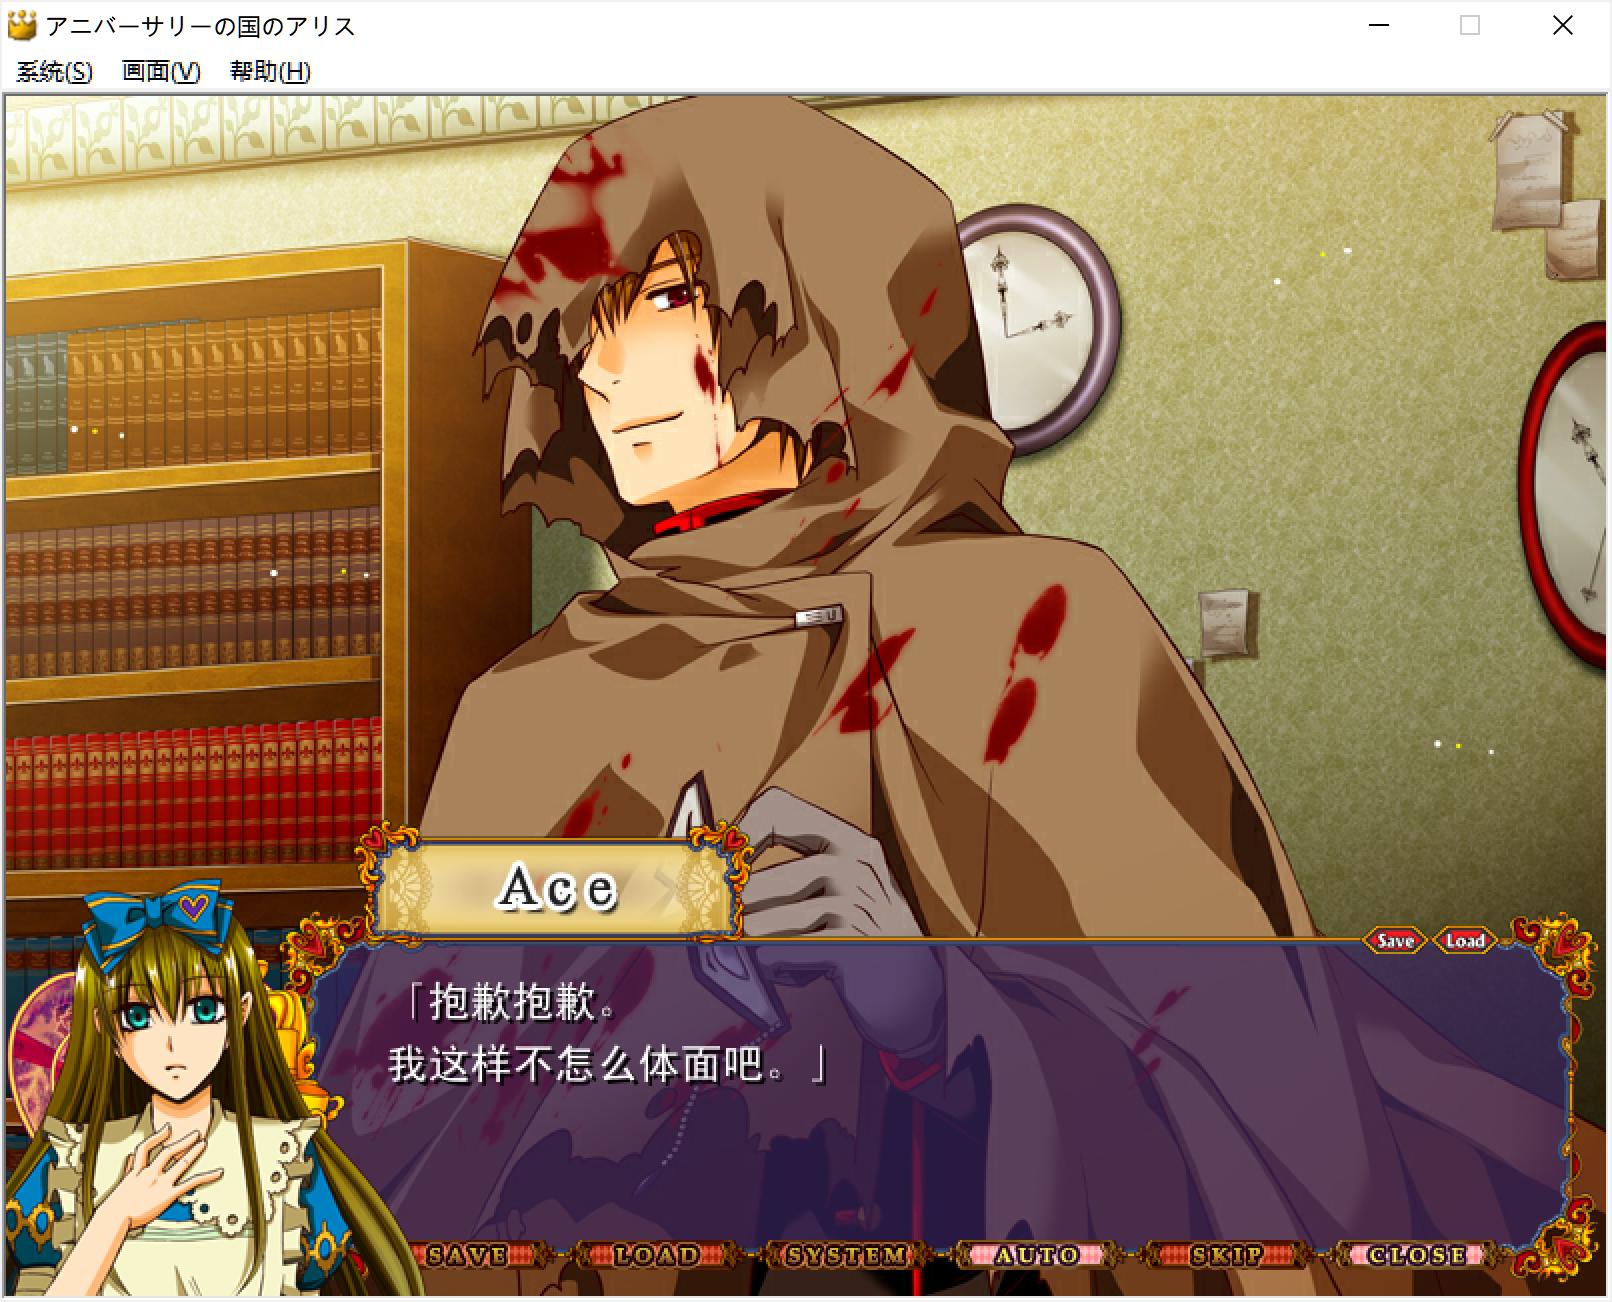 アニバーサリーの国のアリス
系统(S) 画面(V) 帮助(H)
Ace
Save Load
「抱歉抱歉。
我这样不怎么体面吧。」
SAVE LOAD SYSTEM AUTO SKIP CLOSE